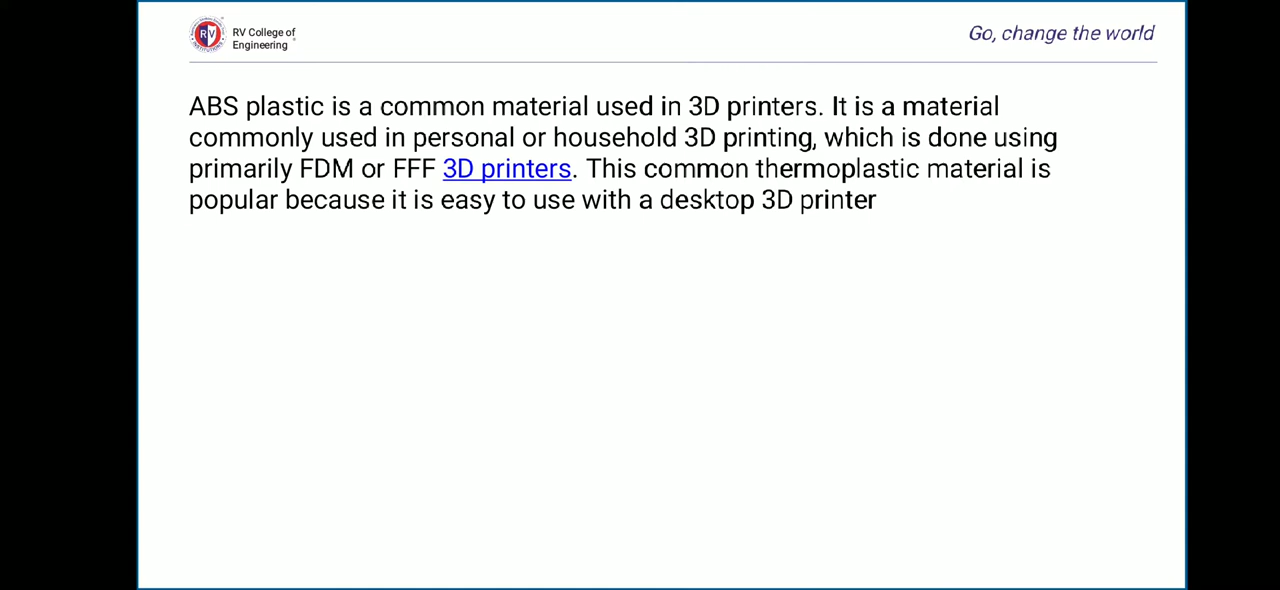 RV College of
Engineering
Go, change the world
ABS plastic is a common material used in 3D printers. It is a material
commonly used in personal or household 3D printing, which is done using
primarily FDM or FFF 3D printers. This common thermoplastic material is
popular because it is easy to use with a desktop 3D printer